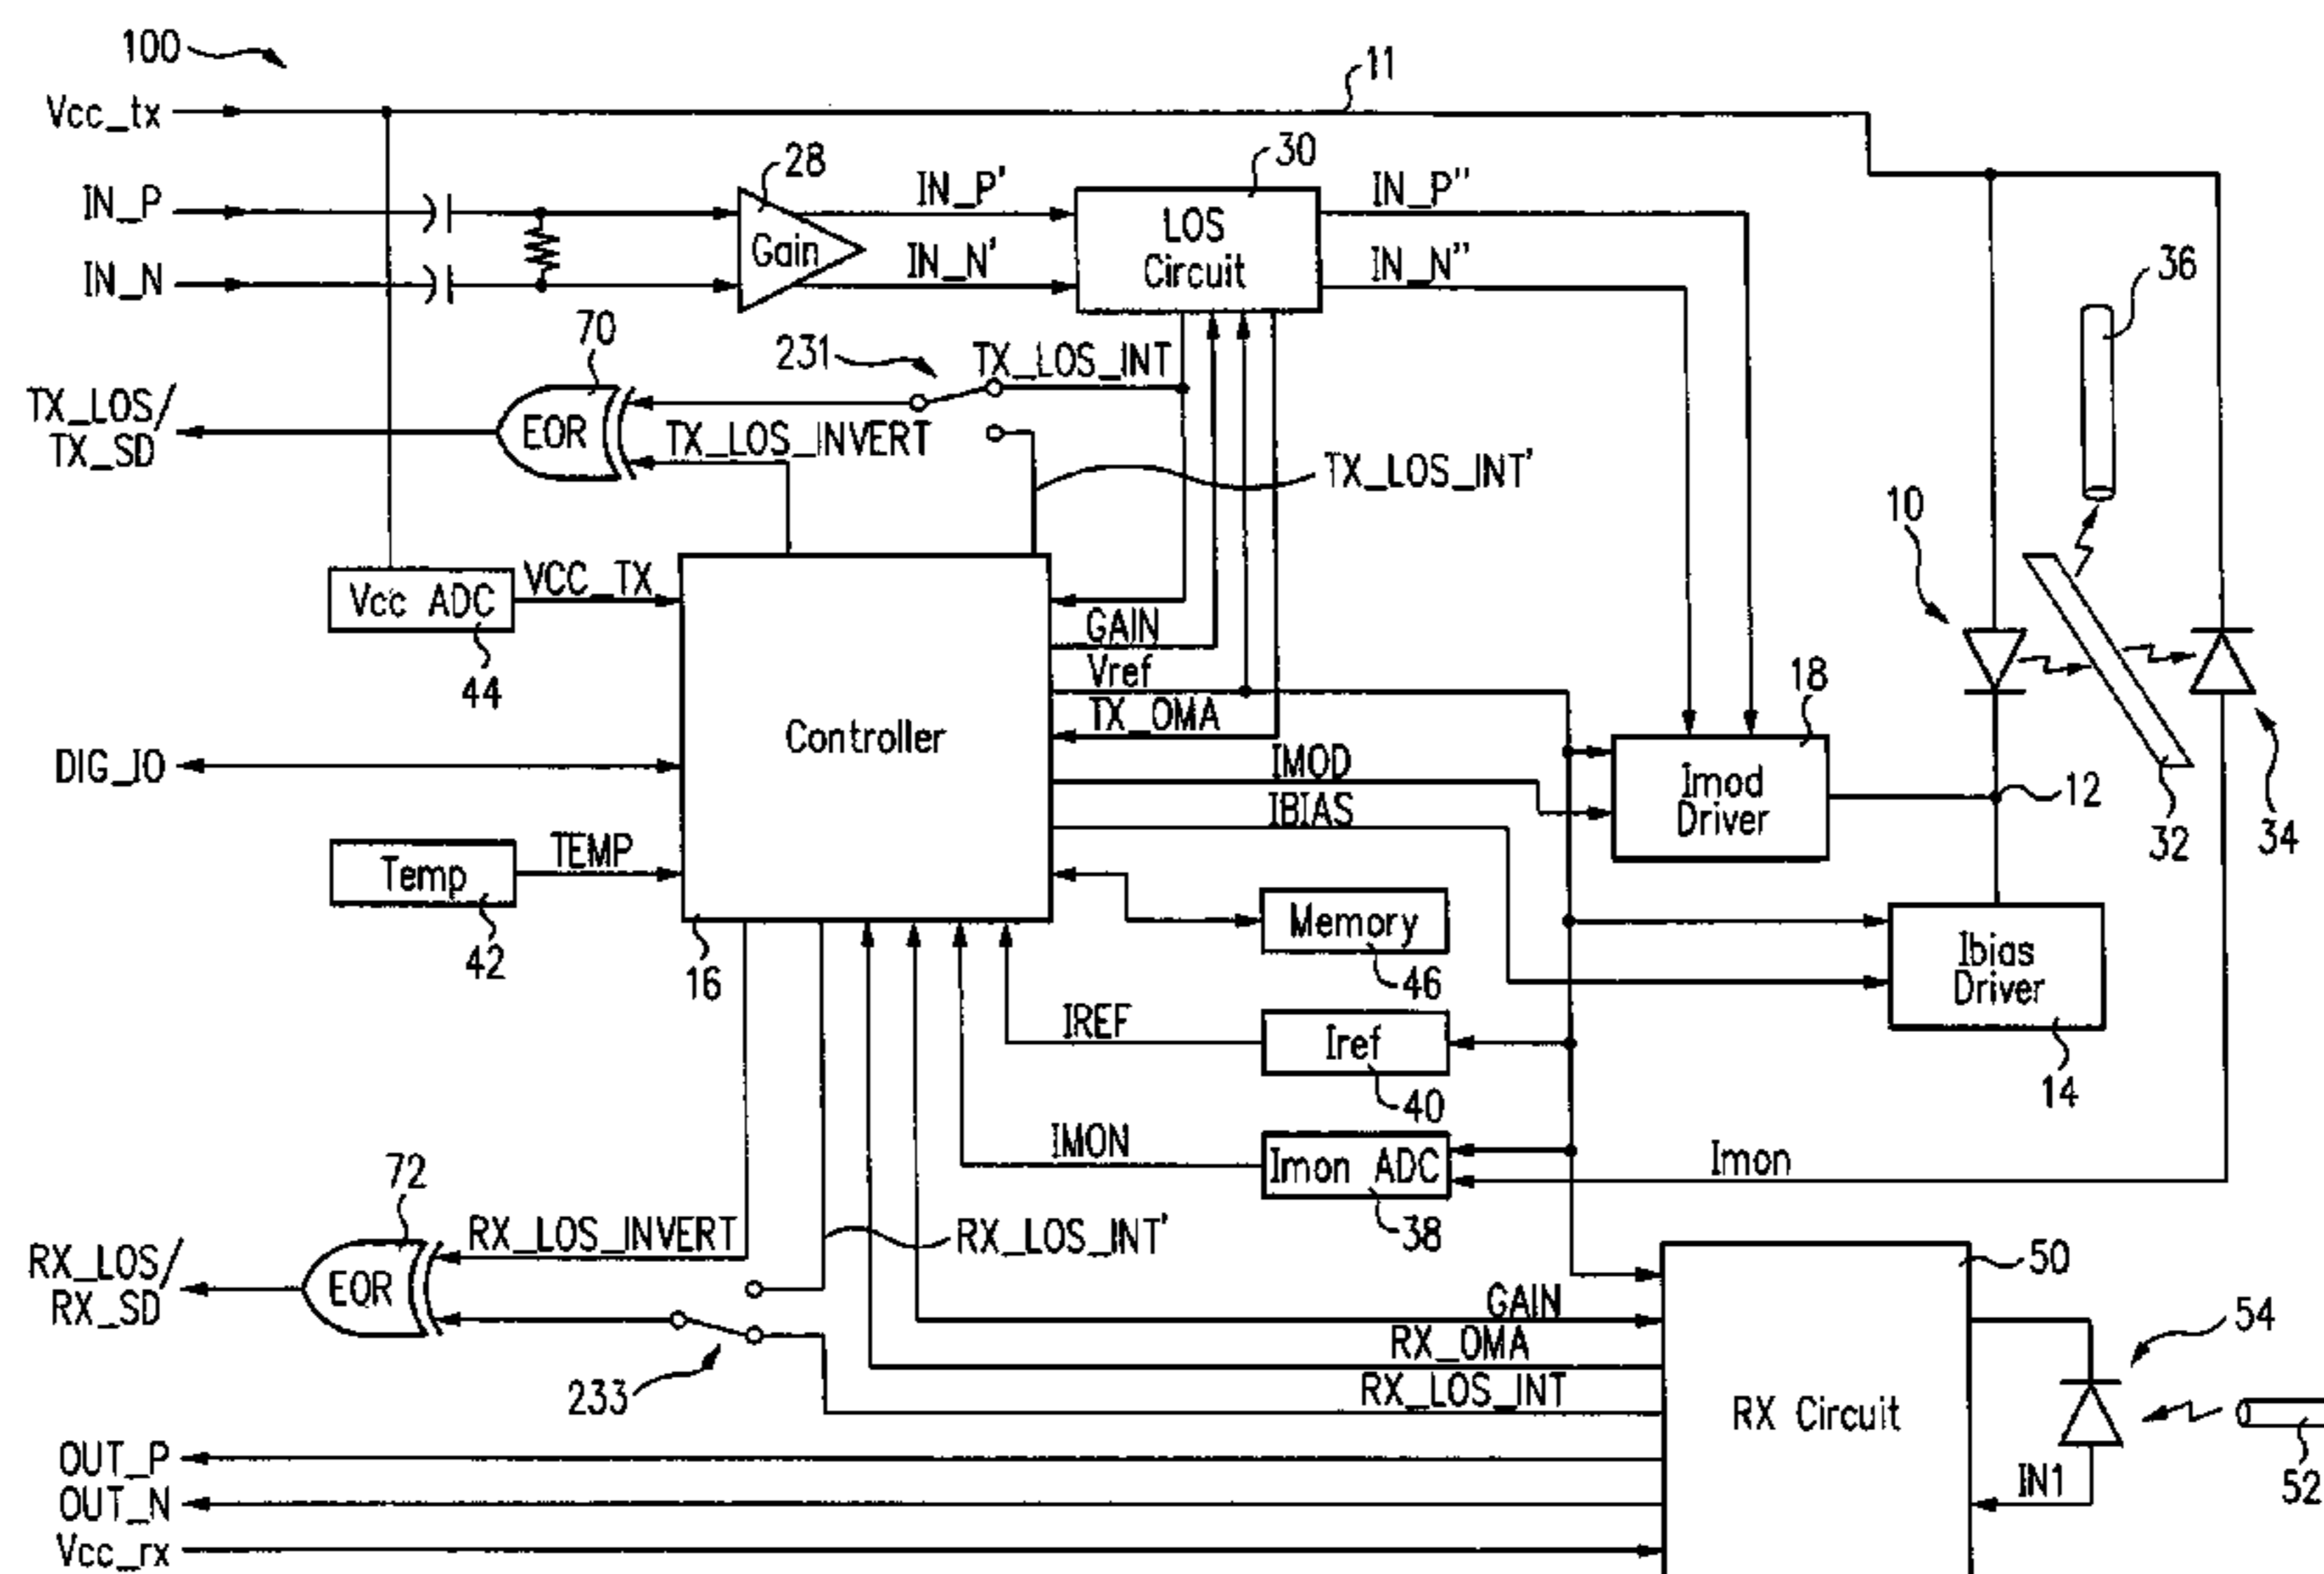 100
11
Vcc_tx
28
30
IN_P
IN_P'
IN_P"
Gain
LOS
Circuit
IN_N
IN_N'
IN_N"
36
70
231
TX_LOS_INT
TX_LOS/
TX_SD
EOR
TX_LOS_INVERT
TX_LOS_INT'
10
Vcc ADC
VCC_TX
44
GAIN
Vref
TX_OMA
18
Controller
DIG_IO
IMOD
IBIAS
Imod
Driver
12
32
34
Temp
TEMP
42
16
Memory
46
Ibias
Driver
14
IREF
Iref
40
IMON
Imon ADC
38
Imon
72
RX_LOS_INVERT
RX_LOS_INT'
RX_LOS/
RX_SD
EOR
50
GAIN
RX_OMA
54
233
RX_LOS_INT
RX Circuit
OUT_P
OUT_N
IN1
52
Vcc_rx